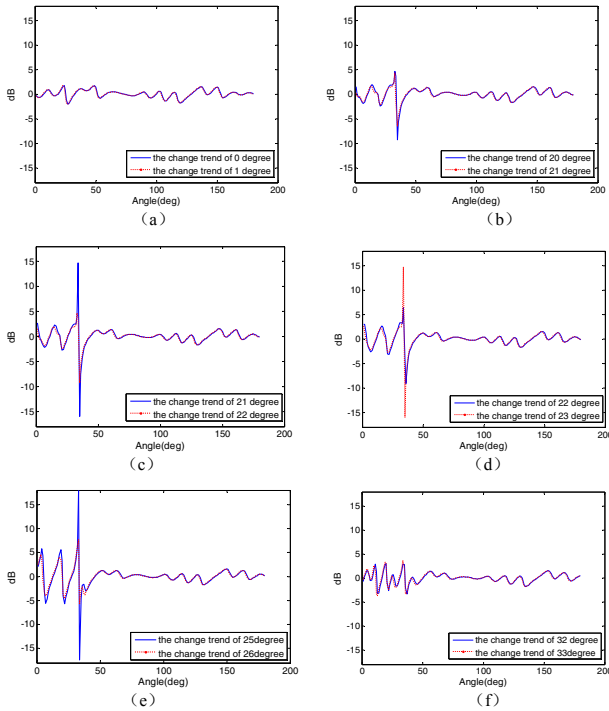 15
10
5
0
-5
-10
-15
dB
the change trend of 0 degree
the change trend of 1 degree
0 50 100 150 200
Angle(deg)
（a）
15
10
5
0
-5
-10
-15
dB
the change trend of 20 degree
the change trend of 21 degree
0 50 100 150 200
Angle(deg)
（b）
15
10
5
0
-5
-10
-15
dB
the change trend of 21 degree
the change trend of 22 degree
0 50 100 150 200
Angle(deg)
（c）
15
10
5
0
-5
-10
-15
dB
the change trend of 22 degree
the change trend of 23 degree
0 50 100 150 200
Angle(deg)
（d）
15
10
5
0
-5
-10
-15
dB
the change trend of 25degree
the change trend of 26degree
0 50 100 150 200
Angle(deg)
（e）
15
10
5
0
-5
-10
-15
dB
the change trend of 32 degree
the change trend of 33degree
0 50 100 150 200
Angle(deg)
（f）